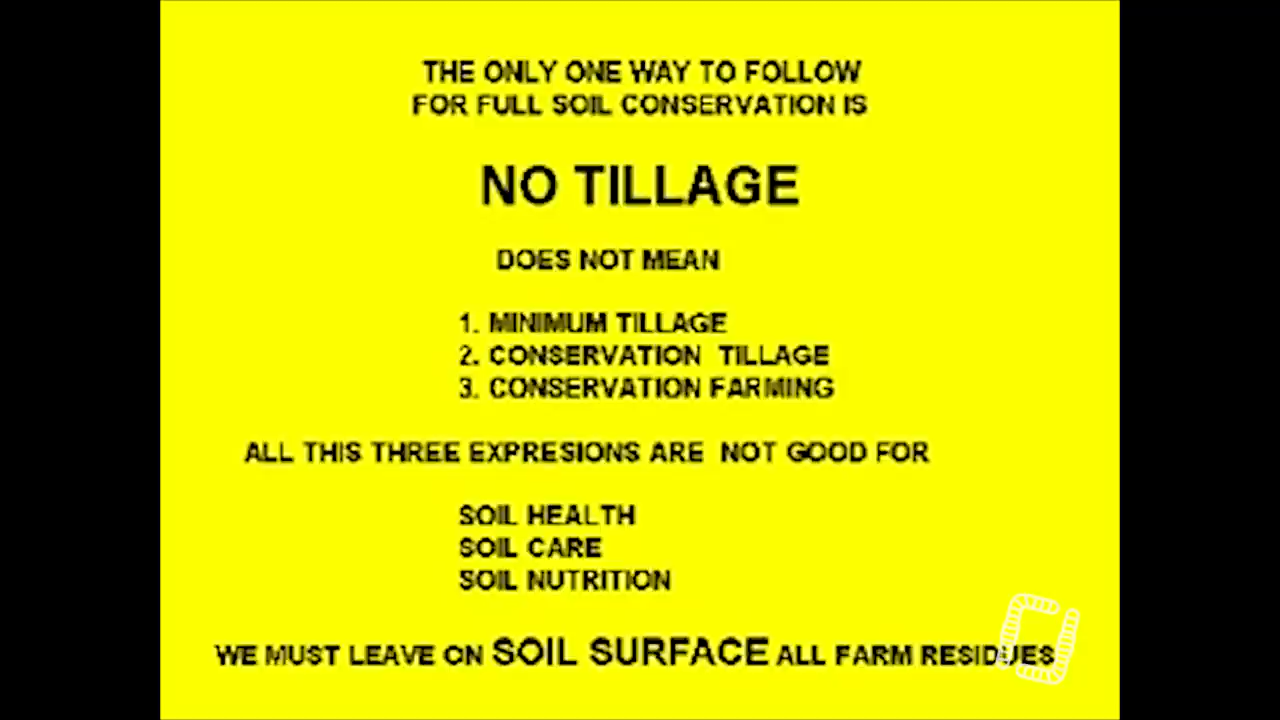 THE ONLY ONE WAY TO FOLLOW
FOR FULL SOIL CONSERVATION IS
NO TILLAGE
DOES NOT MEAN
1. MINIMUM TILLAGE
2. CONSERVATION TILLAGE
3. CONSERVATION FARMING
ALL THIS THREE EXPRESIONS ARE NOT GOOD FOR
SOIL HEALTH
SOIL CARE
SOIL NUTRITION
WE MUST LEAVE ON SOIL SURFACE ALL FARM RESIDUES